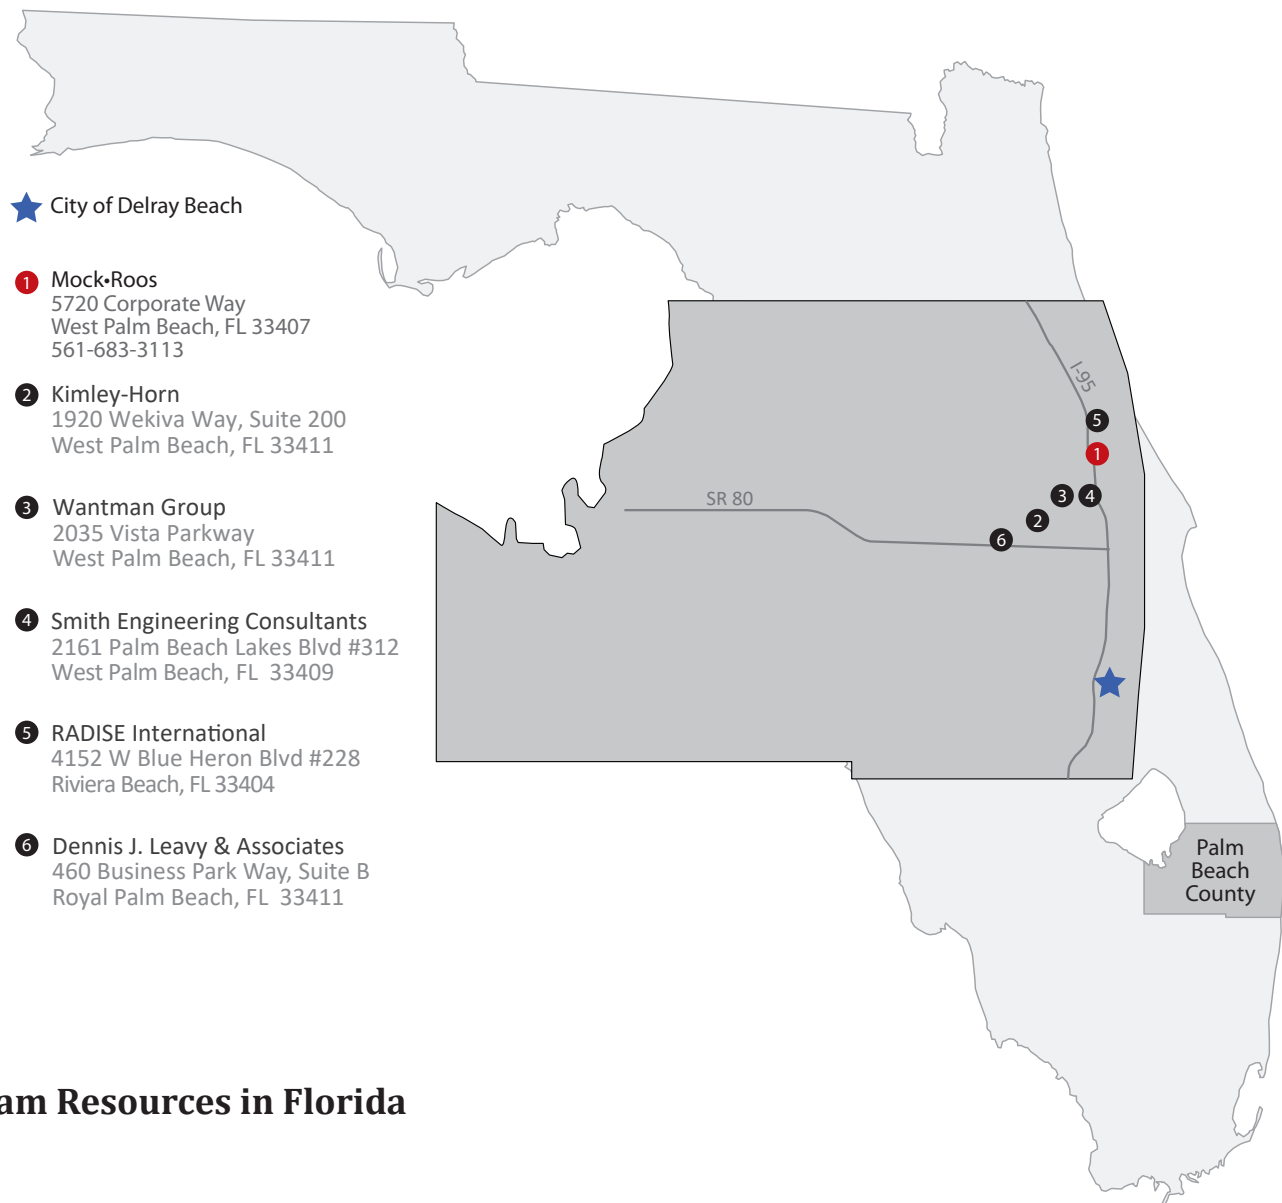 City of Delray Beach
1 Mock•Roos
5720 Corporate Way
West Palm Beach, FL 33407
561-683-3113
2 Kimley-Horn
1920 Wekiva Way, Suite 200
West Palm Beach, FL 33411
3 Wantman Group
2035 Vista Parkway
West Palm Beach, FL 33411
4 Smith Engineering Consultants
2161 Palm Beach Lakes Blvd #312
West Palm Beach, FL 33409
5 RADISE International
4152 W Blue Heron Blvd #228
Riviera Beach, FL 33404
6 Dennis J. Leavy & Associates
460 Business Park Way, Suite B
Royal Palm Beach, FL 33411
I-95
5
1
SR 80
3
4
2
6
Palm
Beach
County
am Resources in Florida